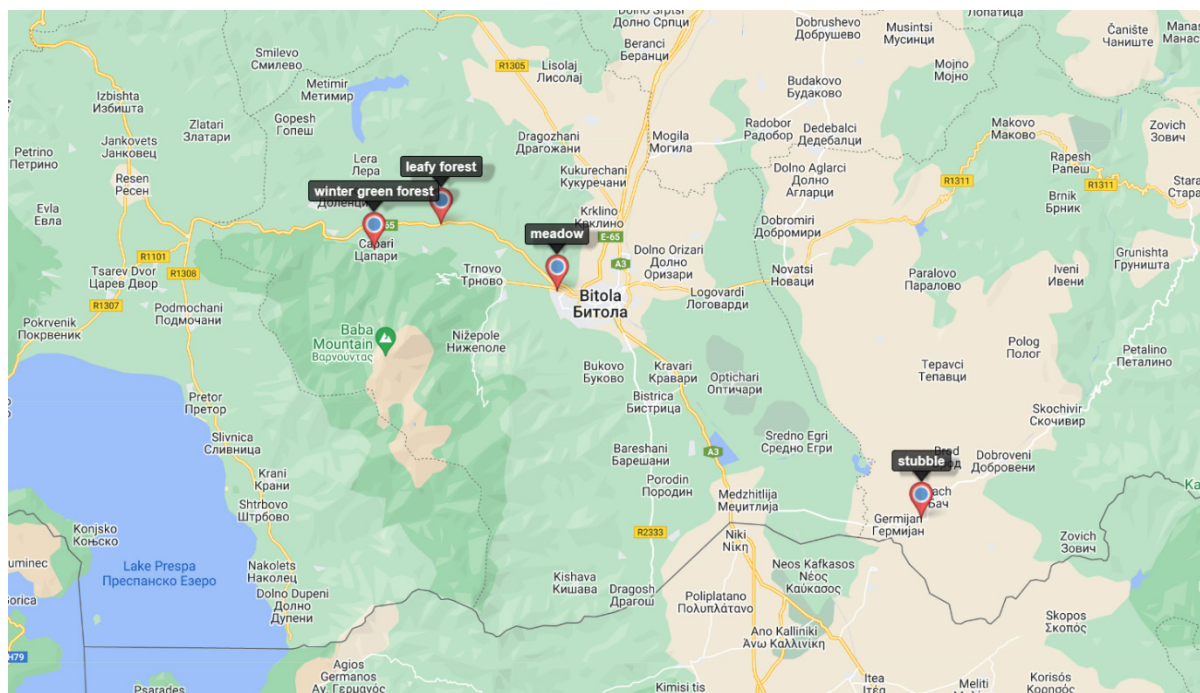 Dolno Srpci
Долно Српци
Beranci
Беранци
Dobrushevo
Добрушево
Musintsi
Мусинци
Лопатица
Čanište
Чаниште
Smilevo
Смилево
R1305
Lisolaj
Лисолај
Mojno
Мојно
Metimir
Метимир
Izbishta
Избишта
Budakovo
Будаково
Gopesh
Гопеш
Zlatari
Златари
Jankovets
Јанковец
Petrino
Петрино
Dragozhani
Драгожани
Mogila
Могила
Radobor
Радобор
Dedebalci
Дедебалци
Makovo
Маково
Zovich
Зович
Lera
Лера
leafy forest
Kukurechani
Кукуречани
Dolno Aglarci
Долно
Агларци
Rapesh
Рапеш
R1311
R1311
Resen
Ресен
winter green forest
Brnik
Брник
Evla
Евла
Krklino
Крклино
E-65
Capari
Цапари
meadow
Dobromiri
Добромири
Dolno Orizari
Долно
Оризари
A3
Grunishta
Груништа
R1101
Tsarev Dvor
Царев Двор
R1308
R1307
Trnovo
Трново
Novatsi
Новаци
Paralovo
Паралово
Iveni
Ивени
Bitola
Битола
Logovardi
Логоварди
Podmochani
Подмочани
Pokrvenik
Покрвеник
Baba
Mountain
Βαρνούντας
Nižepole
Нижеполе
Polog
Полог
Petalino
Петалино
Bukovo
Буково
Kravari
Кравари
Optichari
Оптичари
Tepavci
Тепавци
Pretor
Претор
Bistrica
Бистрица
Skochivir
Скочивир
Slivnica
Сливница
Bareshani
Барешани
A3
Sredno Egri
Средно Егри
Dobroveni
Добровени
stubble
Krani
Крани
Porodin
Породин
Medzhitlija
Меџитлија
Germijan
Гермијан
Shtrbovo
Штрбово
Konjsko
Коњско
R2333
Niki
Νίκη
Zovich
Зович
Lake Prespa
Преспанско Езеро
Nakolets
Наколец
Dolno Dupeni
Долно
Дупени
Kishava
Кишава
Dragosh
Драгош
Neos Kafkasos
Νέος
Καύκασος
Poliplatano
Πολυπλάτανο
Skopos
Σκοπός
Ano Kalliniki
Άνω Καλλινίκη
H79
Agios
Germanos
Αγ. Γερμανός
Psarades
Kimisi tis
Itea
Ιτέα
Meliti
Μελίτη
Korisós
Κορισός